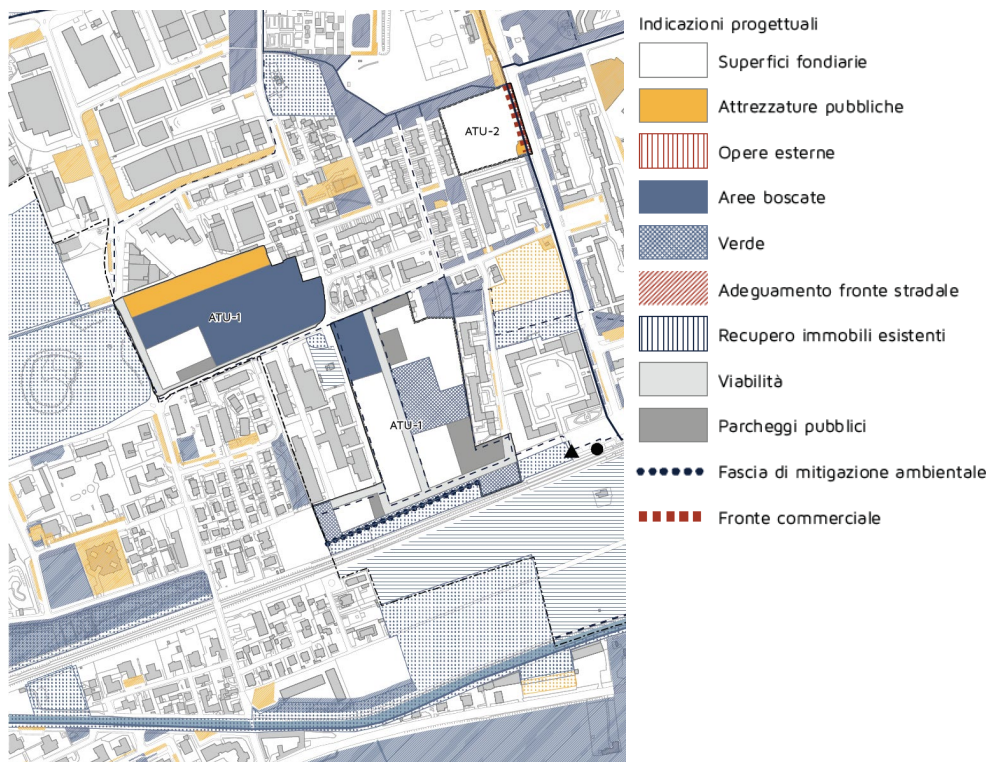 Indicazioni progettuali
Superfici fondiarie
Attrezzature pubbliche
Opere esterne
Aree boscate
Verde
Adeguamento fronte stradale
Recupero immobili esistenti
Viabilità
Parcheggi pubblici
Fascia di mitigazione ambientale
Fronte commerciale
ATU-2
ATU-1
ATU-1